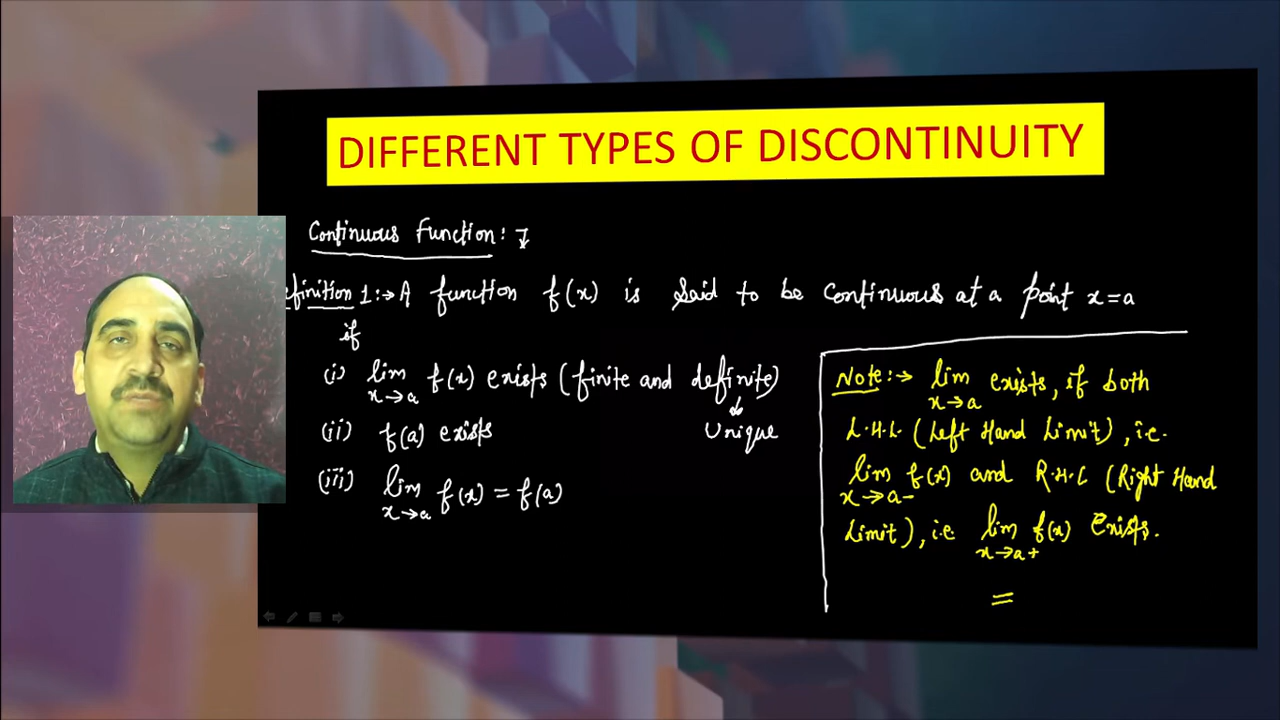 DIFFERENT TYPES OF DISCONTINUITY
Continuous Function:
efinition 1:→ A function f(x) is said to be continuous at a point x=a
if
(i) lim x→a f(x) exists (finite and definite)
Unique
(ii) f(a) exists
(iii) lim x→a f(x) = f(a)
Note:→ lim x→a exists, if both
L.H.L. (Left Hand Limit), i.e.
lim x→a- f(x) and R.H.L (Right Hand
Limit), i.e lim x→a+ f(x) Exists.
=